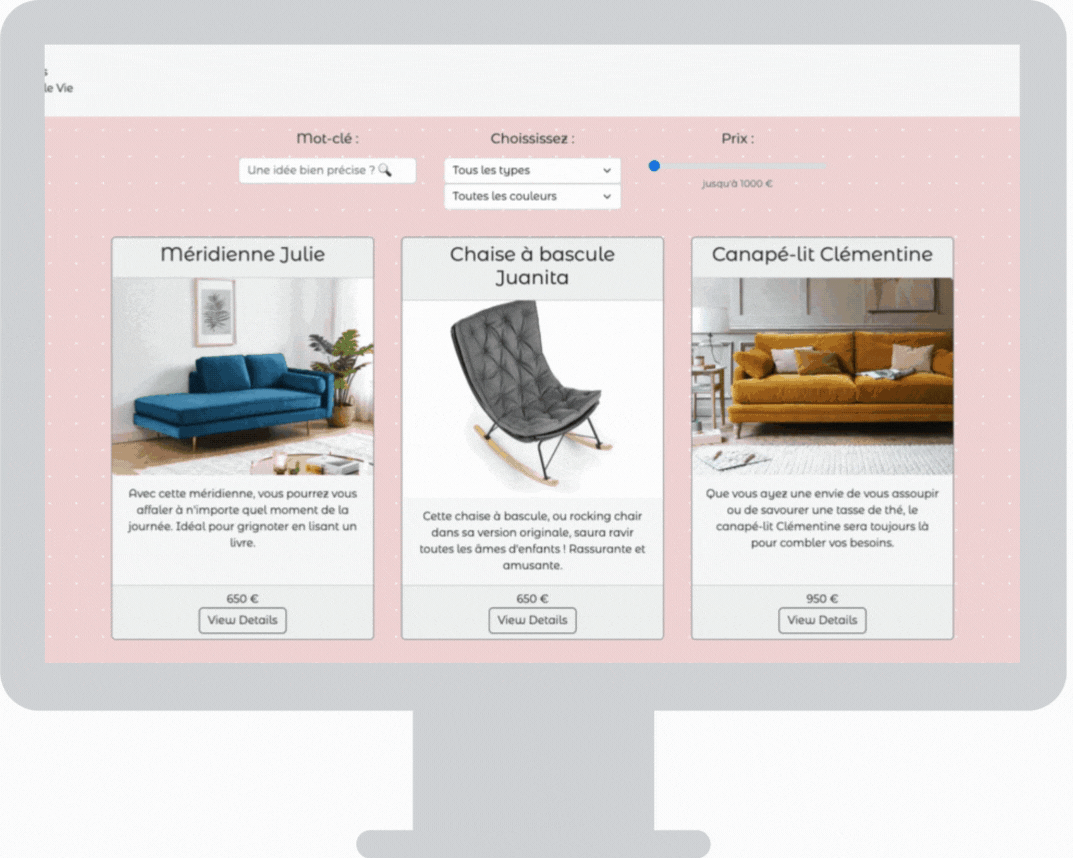 s
le Vie
Mot-clé :
Choississez :
Prix :
Une idée bien précise ? 🔍
Tous les types
Toutes les couleurs
jusqu'à 1000 €
Méridienne Julie
Chaise à bascule
Juanita
Canapé-lit Clémentine
Avec cette méridienne, vous pourrez vous
affaler à n'importe quel moment de la
journée. Idéal pour grignoter en lisant un
livre.
Cette chaise à bascule, ou rocking chair
dans sa version originale, saura ravir
toutes les âmes d'enfants ! Rassurante et
amusante.
Que vous ayez une envie de vous assoupir
ou de savourer une tasse de thé, le
canapé-lit Clémentine sera toujours là
pour combler vos besoins.
650 €
View Details
650 €
View Details
950 €
View Details